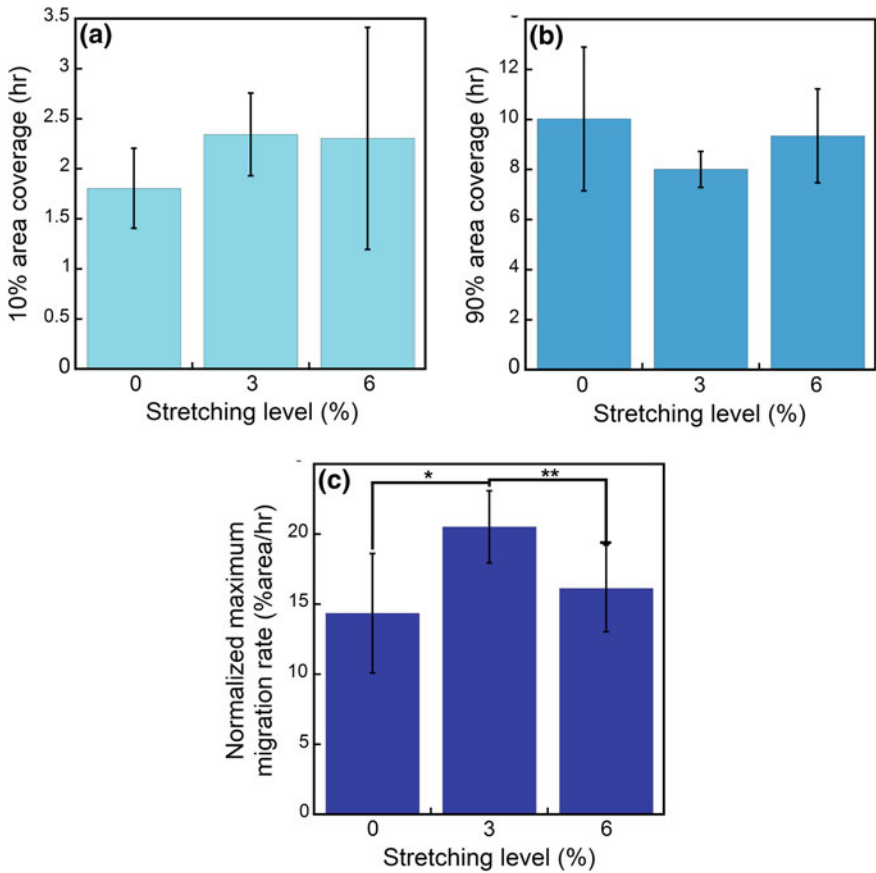 (a)
10% area coverage (hr)
3.5
3
2.5
2
1.5
1
0.5
0
0 3 6
Stretching level (%)
(b)
90% area coverage (hr)
12
10
8
6
4
2
0
0 3 6
Stretching level (%)
(c)
* **
Normalized maximum
migration rate (%area/hr)
20
15
10
5
0
0 3 6
Stretching level (%)